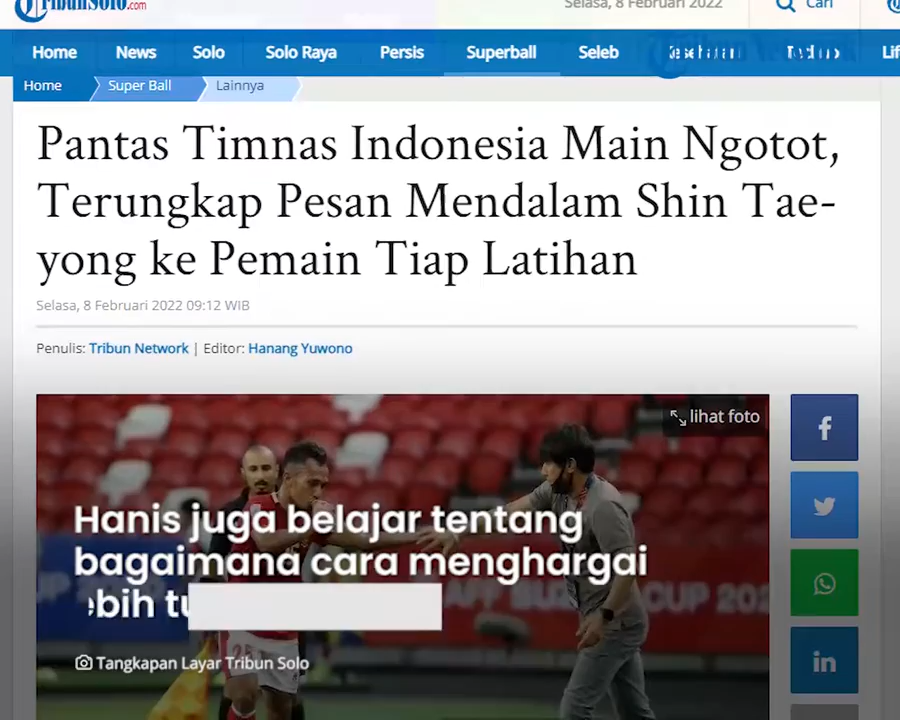 TribunSolo.com
Selasa, 8 Februari 2022
Cari
Home News Solo Solo Raya Persis Superball Seleb
Home Super Ball Lainnya
Pantas Timnas Indonesia Main Ngotot,
Terungkap Pesan Mendalam Shin Tae-
yong ke Pemain Tiap Latihan
Selasa, 8 Februari 2022 09:12 WIB
Penulis: Tribun Network | Editor: Hanang Yuwono
lihat foto
Hanis juga belajar tentang
bagaimana cara menghargai
Tangkapan Layar Tribun Solo